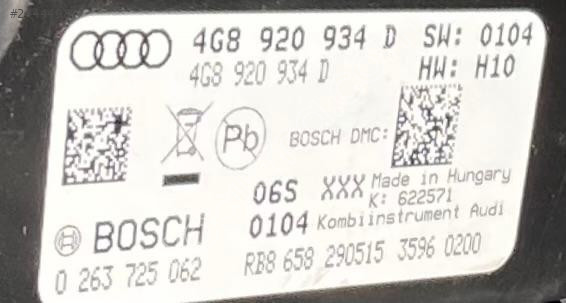 4G8 920 934 D SW: 0104
4G8 920 934 D HW: H10
Pb
BOSCH DMC:
06S XXX Made in Hungary
K: 622571
BOSCH 0104 Kombiinstrument Audi
0 263 725 062 RB8 658 290515 3596 0200